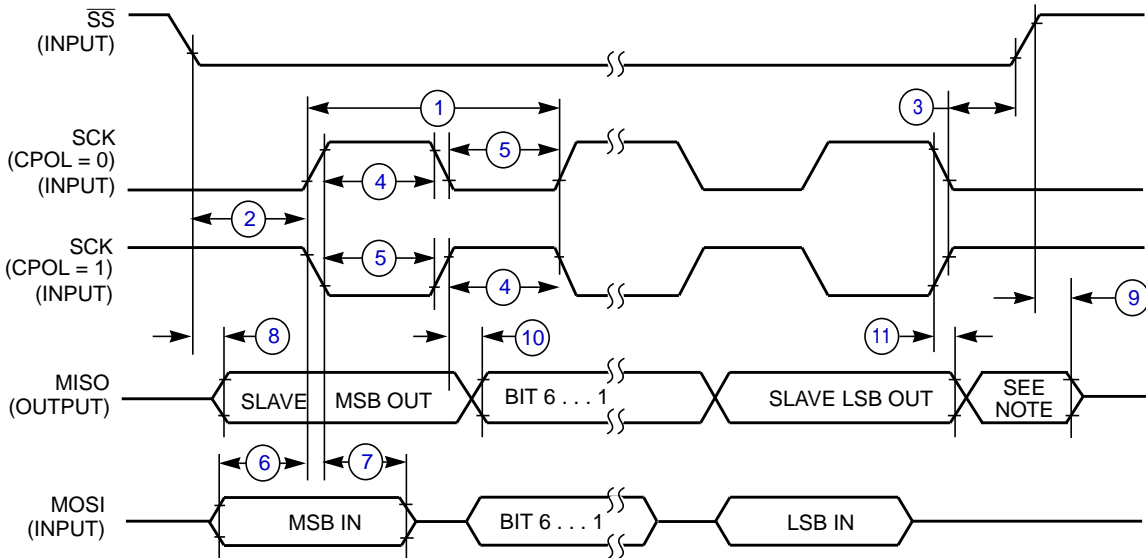 SS
(INPUT)
1
3
SCK
(CPOL = 0)
(INPUT)
5
4
2
SCK
(CPOL = 1)
(INPUT)
5
4
9
8
10
11
MISO
(OUTPUT)
SLAVE MSB OUT
BIT 6 . . . 1
SLAVE LSB OUT
SEE
NOTE
6
7
MOSI
(INPUT)
MSB IN
BIT 6 . . . 1
LSB IN